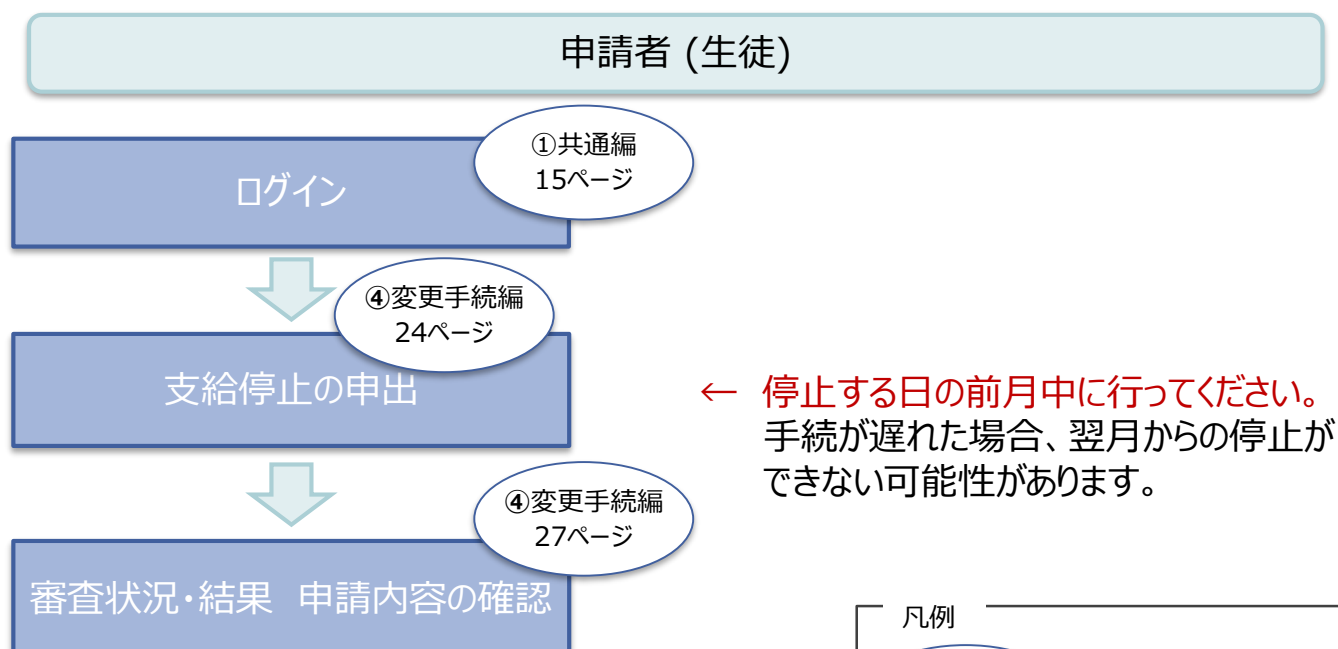 申請者 (生徒)
①共通編
15ページ
ログイン
④変更手続編
24ページ
支給停止の申出
← 停止する日の前月中に行ってください。
手続が遅れた場合、翌月からの停止が
できない可能性があります。
④変更手続編
27ページ
審査状況・結果　申請内容の確認
凡例